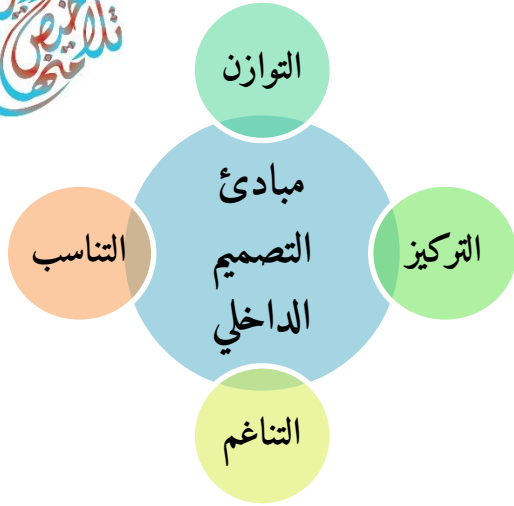 التوازن
مبادئ
التصميم
الداخلي
التركيز
التناغم
التناسب